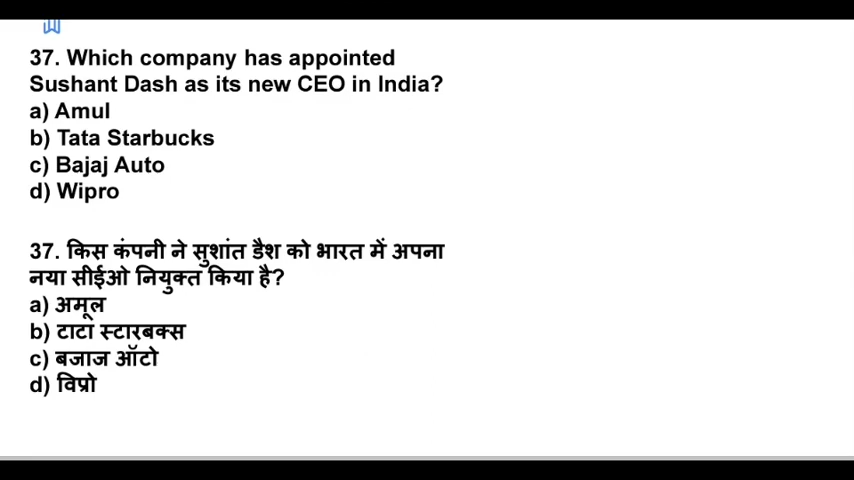 37. Which company has appointed
Sushant Dash as its new CEO in India?
a) Amul
b) Tata Starbucks
c) Bajaj Auto
d) Wipro
37. किस कंपनी ने सुशांत डैश को भारत में अपना
नया सीईओ नियुक्त किया है?
a) अमूल
b) टाटा स्टारबक्स
c) बजाज ऑटो
d) विप्रो